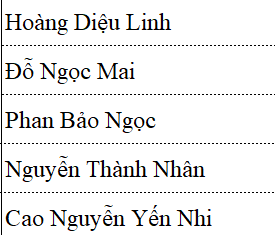 Hoàng Diệu Linh
Đỗ Ngọc Mai
Phan Bảo Ngọc
Nguyễn Thành Nhân
Cao Nguyễn Yến Nhi